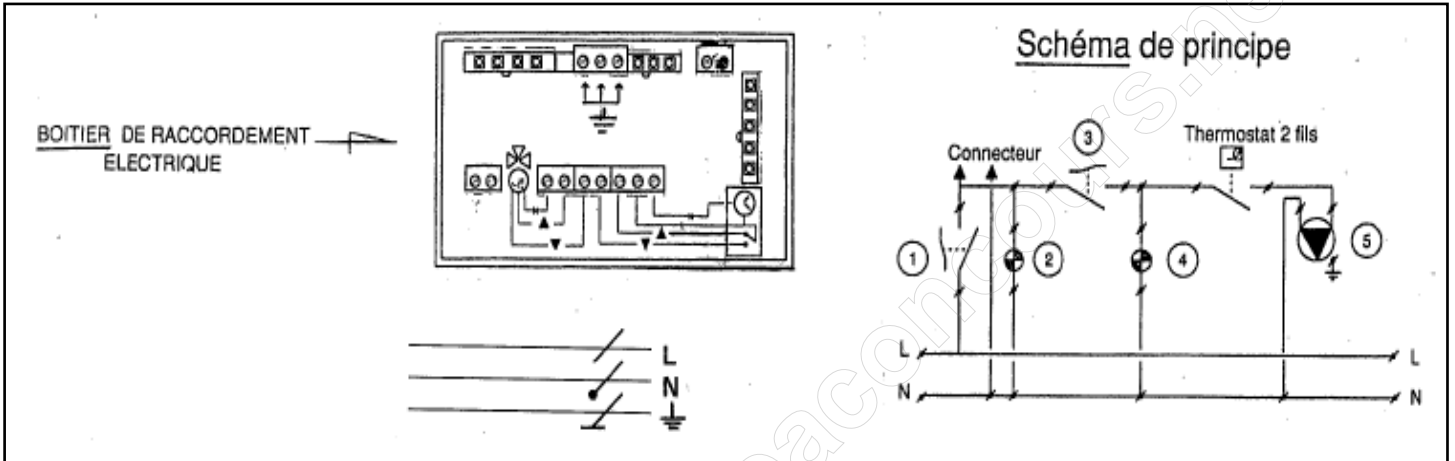 Schéma de principe
BOITIER DE RACCORDEMENT
ELECTRIQUE
Connecteur
3
Thermostat 2 fils
1
2
4
5
L
N
L
N
L
N